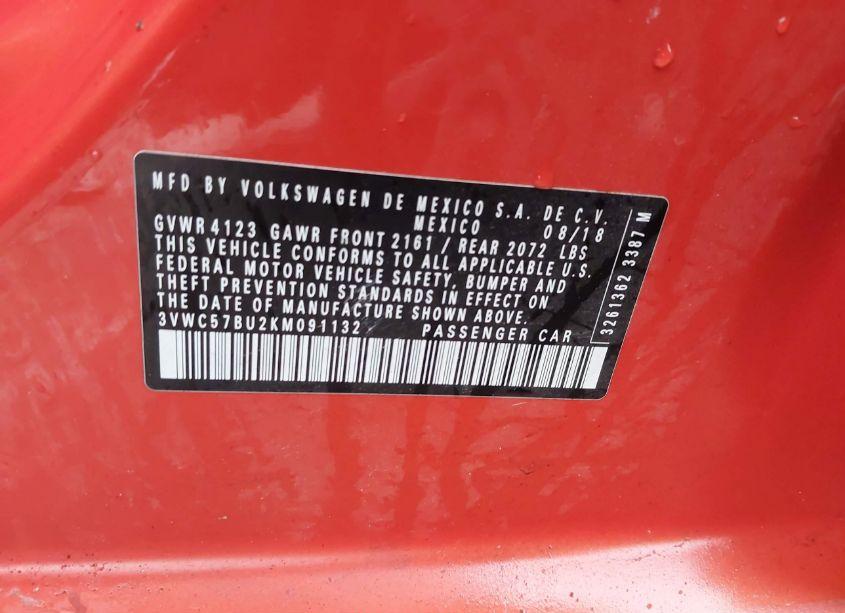 MFD BY VOLKSWAGEN DE MEXICO S.A. DE C.V.
MEXICO 08/18
GVWR 4123 GAWR FRONT 2161 / REAR 2072 LBS
THIS VEHICLE CONFORMS TO ALL APPLICABLE U.S.
FEDERAL MOTOR VEHICLE SAFETY, BUMPER AND
THEFT PREVENTION STANDARDS IN EFFECT ON
THE DATE OF MANUFACTURE SHOWN ABOVE.
3VWC57BU2KM091132 PASSENGER CAR
3261362 3387 M